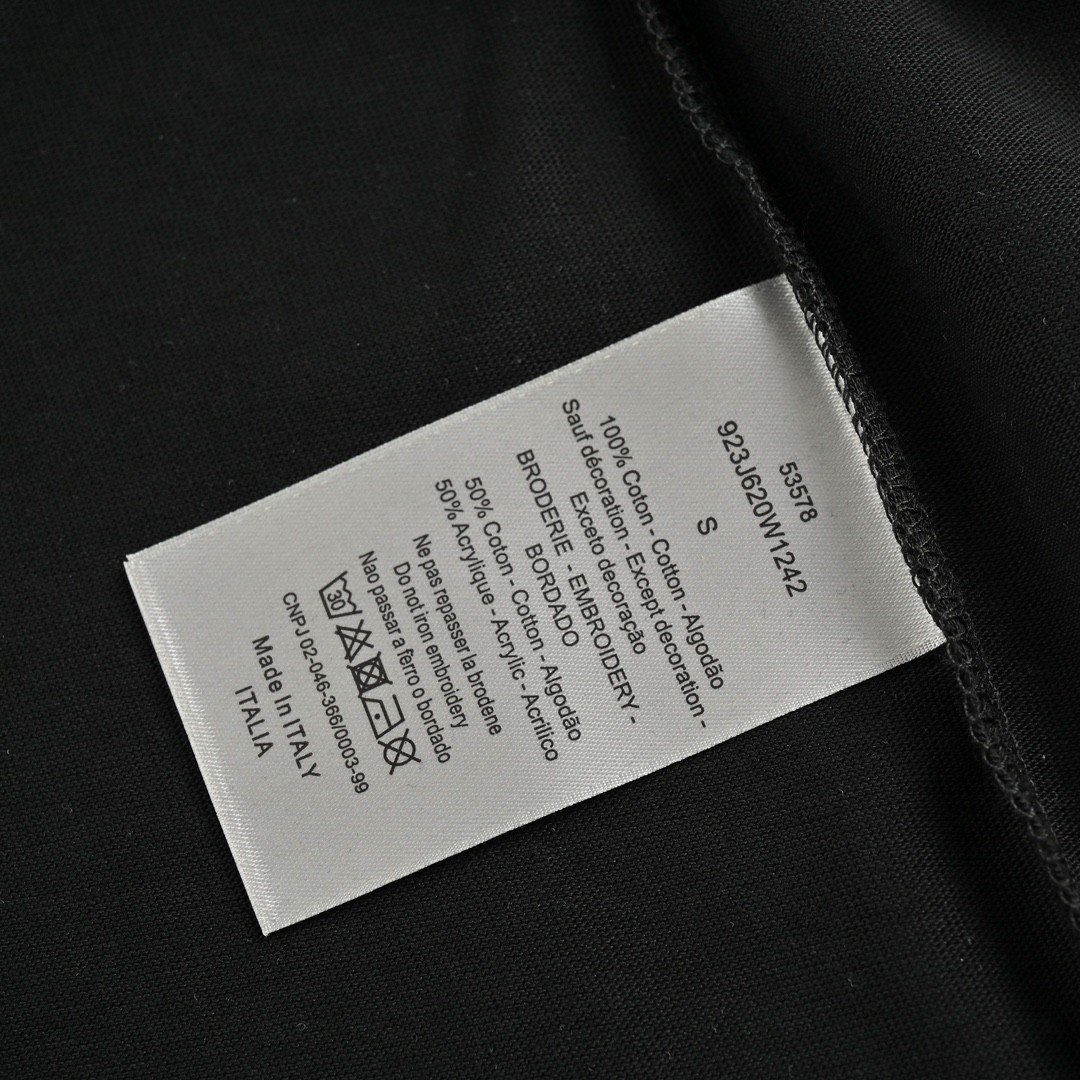 53578
923J620W1242
S
100% Coton - Cotton - Algodão
Sauf décoration - Except decoration -
Exceto decoração
BRODERIE - EMBROIDERY -
BORDADO
50% Coton - Cotton - Algodão
50% Acrylique - Acrylic - Acrilico
Ne pas repasser la brodene
Do not iron embroidery
Nao passar a ferro o bordado
30
CNPJ 02-046-366/0003-99
Made In ITALY
ITALIA